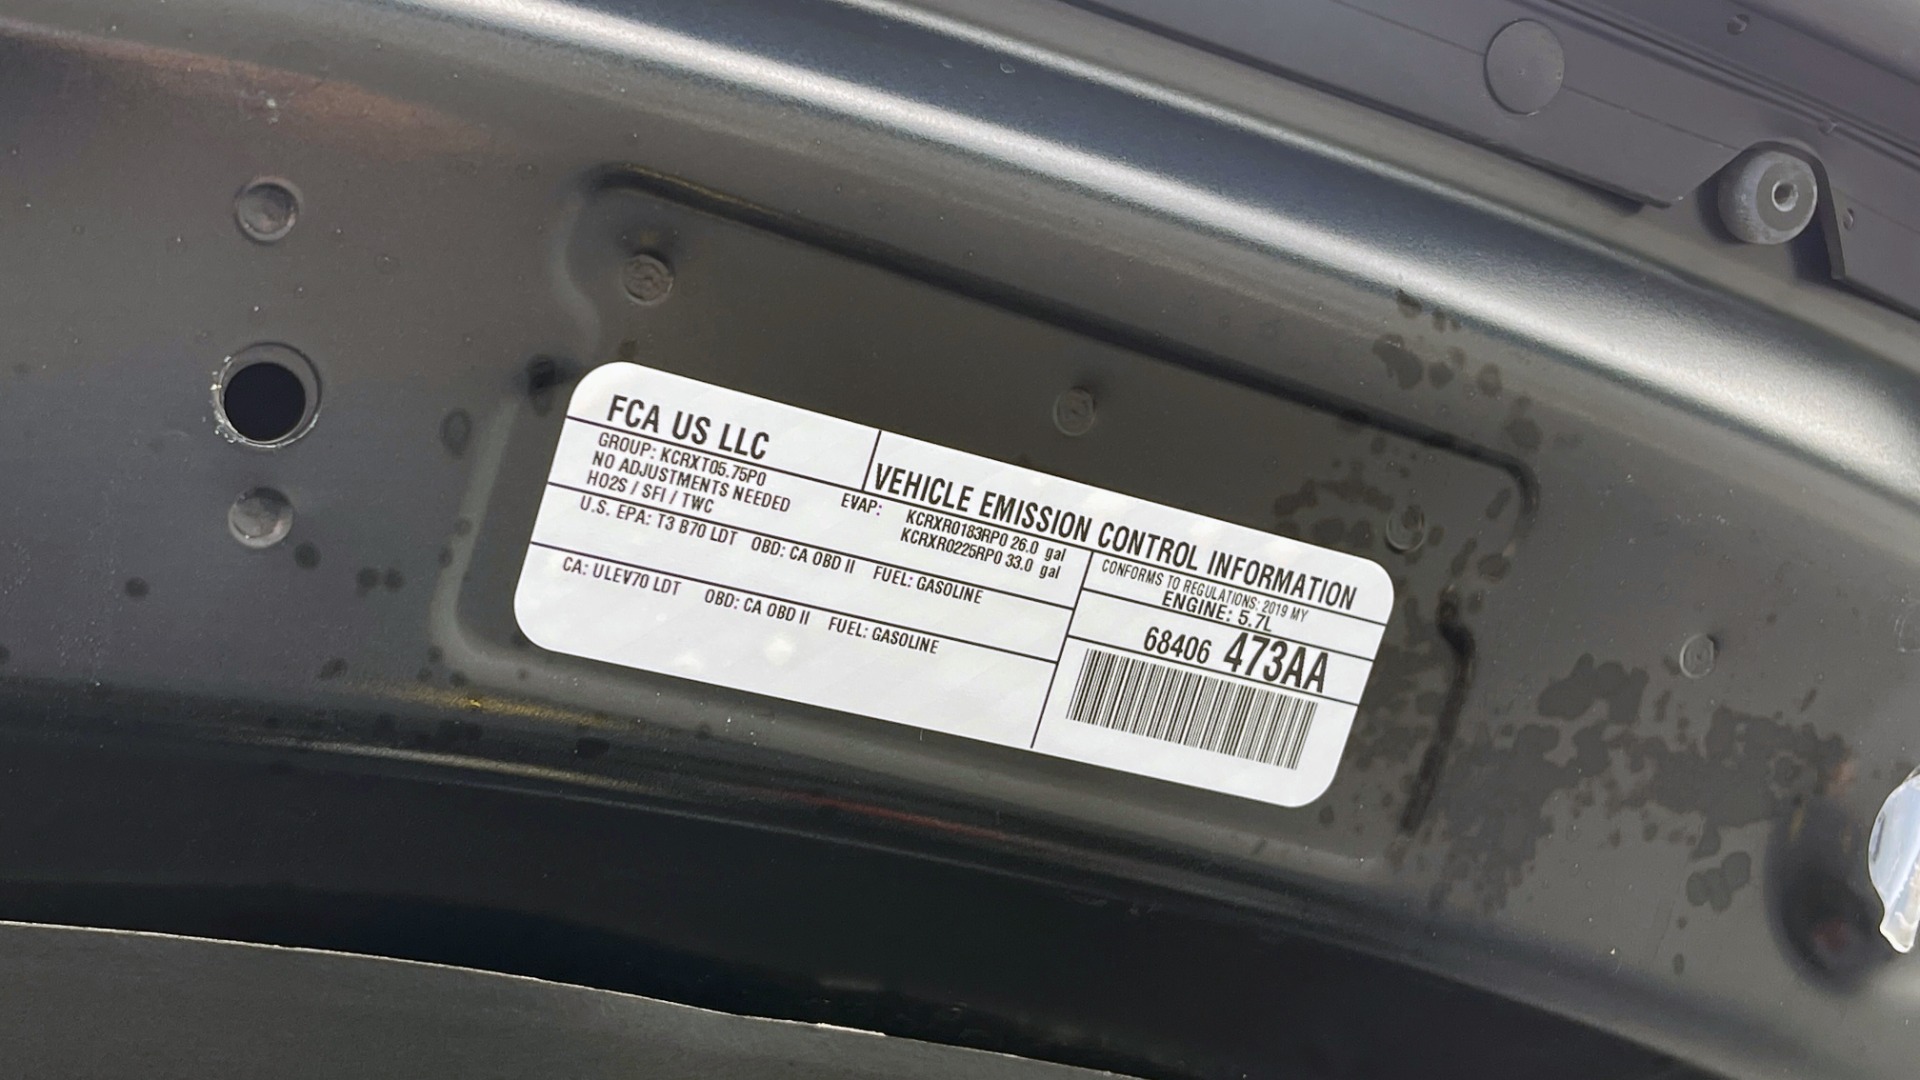 FCA US LLC
VEHICLE EMISSION CONTROL INFORMATION
GROUP: KCRXT05.75P0
NO ADJUSTMENTS NEEDED
HO2S / SFI / TWC
EVAP: KCRXR0183RP0 26.0 gal
KCRXR0225RP0 33.0 gal
CONFORMS TO REGULATIONS: 2019 MY
ENGINE: 5.7L
U.S. EPA: T3 B70 LDT OBD: CA OBD II FUEL: GASOLINE
CA: ULEV70 LDT OBD: CA OBD II FUEL: GASOLINE
68406 473AA